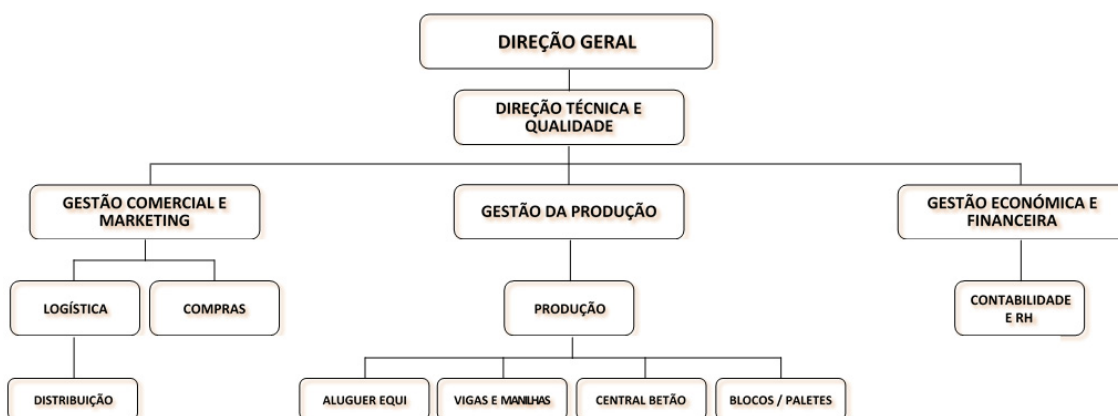 DIREÇÃO GERAL
DIREÇÃO TÉCNICA E
QUALIDADE
GESTÃO COMERCIAL E
MARKETING
GESTÃO DA PRODUÇÃO
GESTÃO ECONÓMICA E
FINANCEIRA
LOGÍSTICA
COMPRAS
PRODUÇÃO
CONTABILIDADE
E RH
DISTRIBUIÇÃO
ALUGUER EQUI
VIGAS E MANILHAS
CENTRAL BETÃO
BLOCOS / PALETES